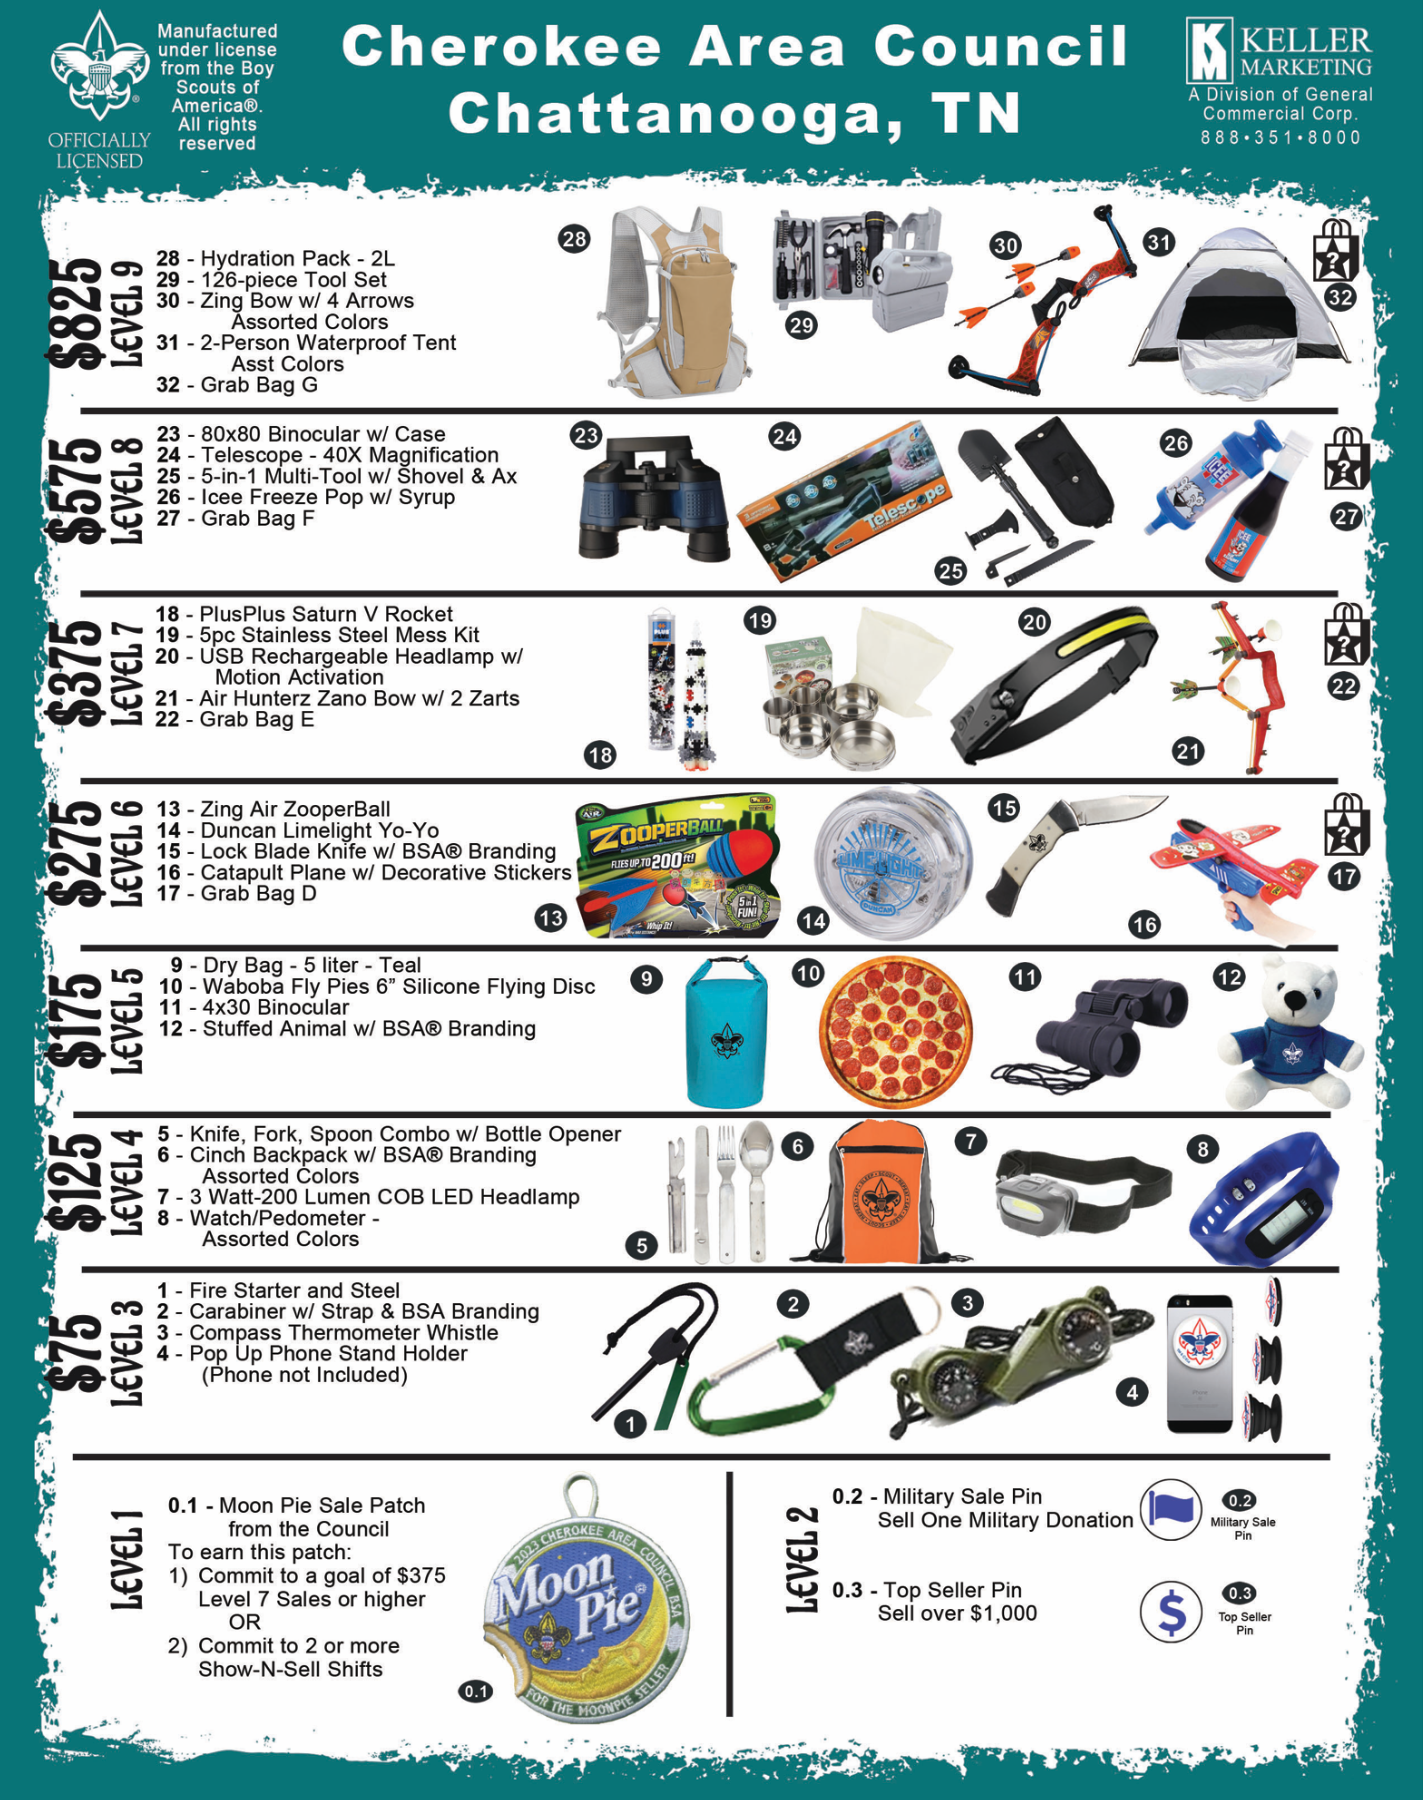 Manufactured
under license
from the Boy
Scouts of
America®.
All rights
reserved
OFFICIALLY
LICENSED
Cherokee Area Council
Chattanooga, TN
KM
KELLER
MARKETING
A Division of General
Commercial Corp.
888•351•8000
$825
LEVEL 9
28 - Hydration Pack - 2L
29 - 126-piece Tool Set
30 - Zing Bow w/ 4 Arrows
Assorted Colors
31 - 2-Person Waterproof Tent
Asst Colors
32 - Grab Bag G
28
29
30
31
?
32
$575
LEVEL 8
23 - 80x80 Binocular w/ Case
24 - Telescope - 40X Magnification
25 - 5-in-1 Multi-Tool w/ Shovel & Ax
26 - Icee Freeze Pop w/ Syrup
27 - Grab Bag F
23
24
Telescope
25
26
ICEE
ICEE
?
27
$375
LEVEL 7
18 - PlusPlus Saturn V Rocket
19 - 5pc Stainless Steel Mess Kit
20 - USB Rechargeable Headlamp w/
Motion Activation
21 - Air Hunterz Zano Bow w/ 2 Zarts
22 - Grab Bag E
18
PLUS
19
20
21
?
22
$275
LEVEL 6
13 - Zing Air ZooperBall
14 - Duncan Limelight Yo-Yo
15 - Lock Blade Knife w/ BSA® Branding
16 - Catapult Plane w/ Decorative Stickers
17 - Grab Bag D
AIR
ZOOPERBALL
FLIES UP TO 200 ft!
5 in 1
FUN!
Whip It!
13
LIMELIGHT
DUNCAN
14
15
16
?
17
$175
LEVEL 5
9 - Dry Bag - 5 liter - Teal
10 - Waboba Fly Pies 6” Silicone Flying Disc
11 - 4x30 Binocular
12 - Stuffed Animal w/ BSA® Branding
9
10
11
12
$125
LEVEL 4
5 - Knife, Fork, Spoon Combo w/ Bottle Opener
6 - Cinch Backpack w/ BSA® Branding
Assorted Colors
7 - 3 Watt-200 Lumen COB LED Headlamp
8 - Watch/Pedometer -
Assorted Colors
5
6
7
8
$75
LEVEL 3
1 - Fire Starter and Steel
2 - Carabiner w/ Strap & BSA Branding
3 - Compass Thermometer Whistle
4 - Pop Up Phone Stand Holder
(Phone not Included)
1
2
3
4
iPhone
LEVEL 1
0.1 - Moon Pie Sale Patch
from the Council
To earn this patch:
1) Commit to a goal of $375
Level 7 Sales or higher
OR
2) Commit to 2 or more
Show-N-Sell Shifts
2023 CHEROKEE AREA COUNCIL BSA
Moon
Pie®
FOR THE MOONPIE SELLER
0.1
LEVEL 2
0.2 - Military Sale Pin
Sell One Military Donation
0.2
Military Sale
Pin
0.3 - Top Seller Pin
Sell over $1,000
$
0.3
Top Seller
Pin